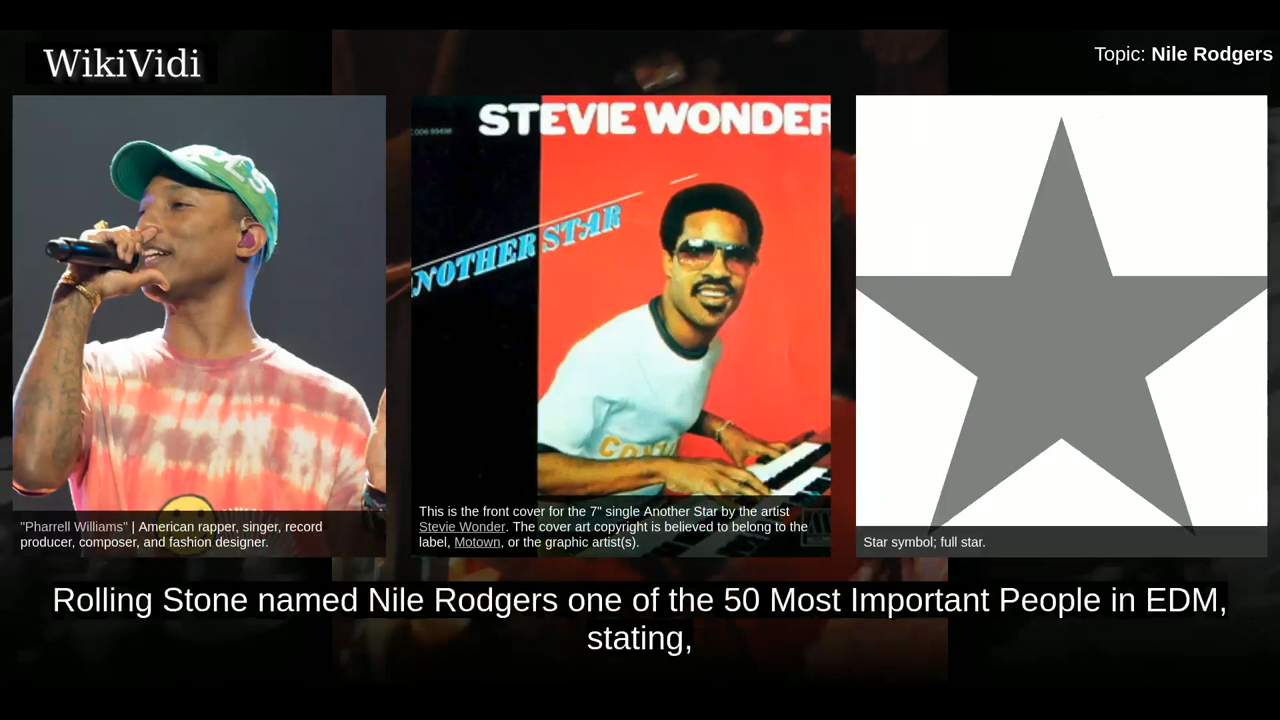 WikiVidi
Topic: Nile Rodgers
STEVIE WONDER
ANOTHER STAR
"Pharrell Williams" | American rapper, singer, record
producer, composer, and fashion designer.
This is the front cover for the 7" single Another Star by the artist
Stevie Wonder. The cover art copyright is believed to belong to the
label, Motown, or the graphic artist(s).
Star symbol; full star.
Rolling Stone named Nile Rodgers one of the 50 Most Important People in EDM,
stating,